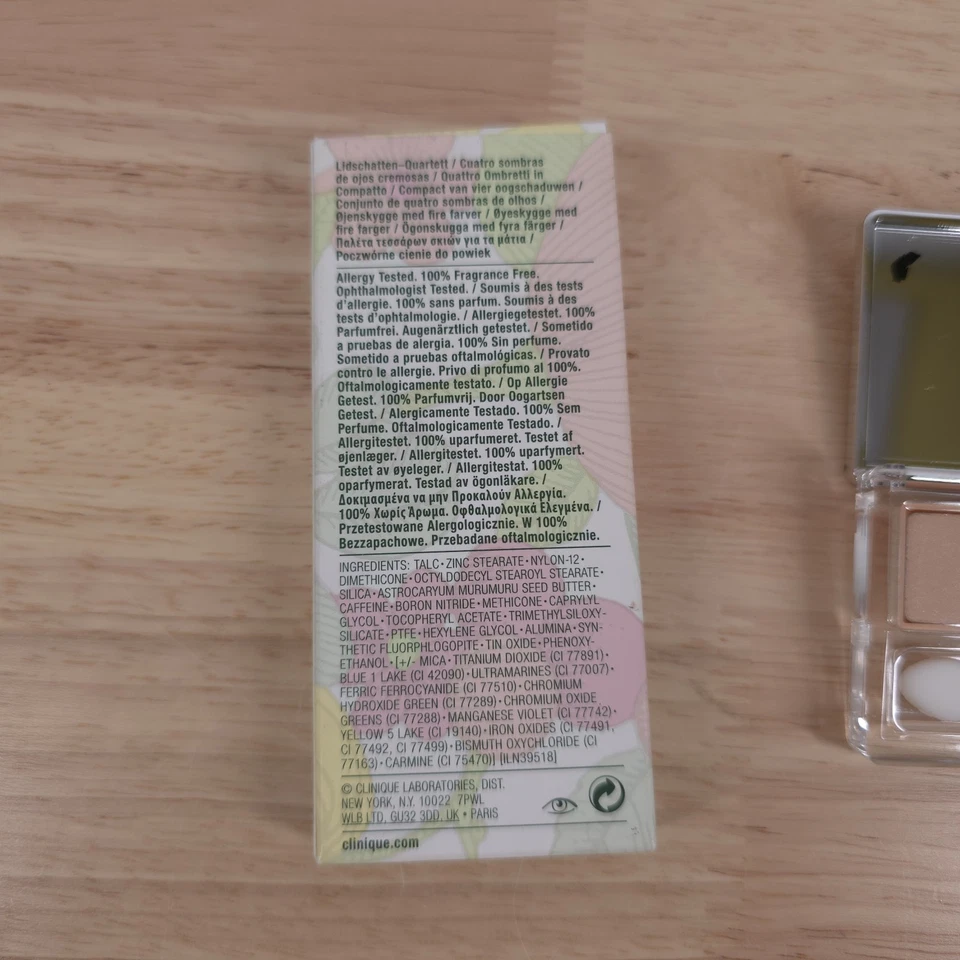 Lidschatten-Quartett / Cuatro sombras
de ojos cremosas / Quattro Ombretti in
Compatto / Compact van vier oogschaduwen /
Conjunto de quatro sombras de olhos /
Øjenskygge med fire farver / Øyeskygge med
fire farger / Ögonskugga med fyra färger /
Παλέτα τεσσάρων σκιών για τα μάτια /
Poczwórne cienie do powiek
Allergy Tested. 100% Fragrance Free.
Ophthalmologist Tested. / Soumis à des tests
d'allergie. 100% sans parfum. Soumis à des
tests d'ophtalmologie. / Allergiegetestet. 100%
Parfumfrei. Augenärztlich getestet. / Sometido
a pruebas de alergia. 100% Sin perfume.
Sometido a pruebas oftalmológicas. / Provato
contro le allergie. Privo di profumo al 100%.
Oftalmologicamente testato. / Op Allergie
Getest. 100% Parfumvrij. Door Oogartsen
Getest. / Alergicamente Testado. 100% Sem
Perfume. Oftalmologicamente Testado. /
Allergitestet. 100% uparfumeret. Testet af
øjenlæger. / Allergitestet. 100% uparfymert.
Testet av øyeleger. / Allergitestat. 100%
oparfymerat. Testad av ögonläkare. /
Δοκιμασμένα να μην Προκαλούν Αλλεργία.
100% Χωρίς Άρωμα. Οφθαλμολογικά Ελεγμένα. /
Przetestowane Alergologicznie. W 100%
Bezzapachowe. Przebadane oftalmologicznie.
INGREDIENTS: TALC • ZINC STEARATE • NYLON-12 •
DIMETHICONE • OCTYLDODECYL STEAROYL STEARATE •
SILICA • ASTROCARYUM MURUMURU SEED BUTTER •
CAFFEINE • BORON NITRIDE • METHICONE • CAPRYLYL
GLYCOL • TOCOPHERYL ACETATE • TRIMETHYLSILOXY-
SILICATE • PTFE • HEXYLENE GLYCOL • ALUMINA • SYN-
THETIC FLUORPHLOGOPITE • TIN OXIDE • PHENOXY-
ETHANOL • [+/- MICA • TITANIUM DIOXIDE (CI 77891) •
BLUE 1 LAKE (CI 42090) • ULTRAMARINES (CI 77007) •
FERRIC FERROCYANIDE (CI 77510) • CHROMIUM
HYDROXIDE GREEN (CI 77289) • CHROMIUM OXIDE
GREENS (CI 77288) • MANGANESE VIOLET (CI 77742) •
YELLOW 5 LAKE (CI 19140) • IRON OXIDES (CI 77491,
CI 77492, CI 77499) • BISMUTH OXYCHLORIDE (CI
77163) • CARMINE (CI 75470)] [ILN39518]
© CLINIQUE LABORATORIES, DIST.
NEW YORK, N.Y. 10022 7PWL
WLB LTD, GU32 3DD, UK • PARIS
clinique.com